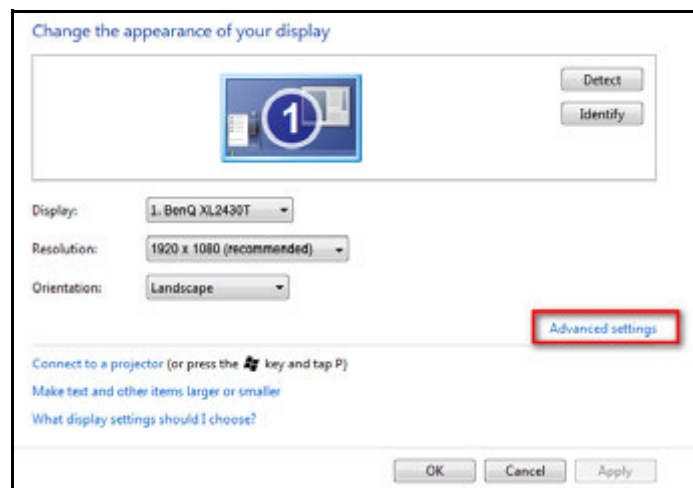 Change the appearance of your display
1
Detect
Identify
Display: 1. BenQ XL2430T
Resolution: 1920 x 1080 (recommended)
Orientation: Landscape
Advanced settings
Connect to a projector (or press the key and tap P)
Make text and other items larger or smaller
What display settings should I choose?
OK Cancel Apply